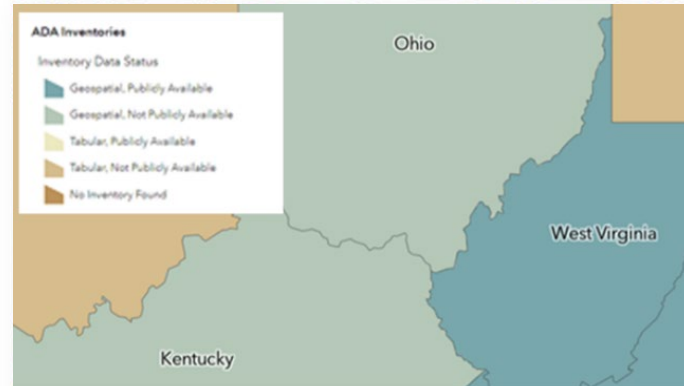 ADA Inventories
Inventory Data Status
Geospatial, Publicly Available
Geospatial, Not Publicly Available
Tabular, Publicly Available
Tabular, Not Publicly Available
No Inventory Found
Ohio
West Virginia
Kentucky